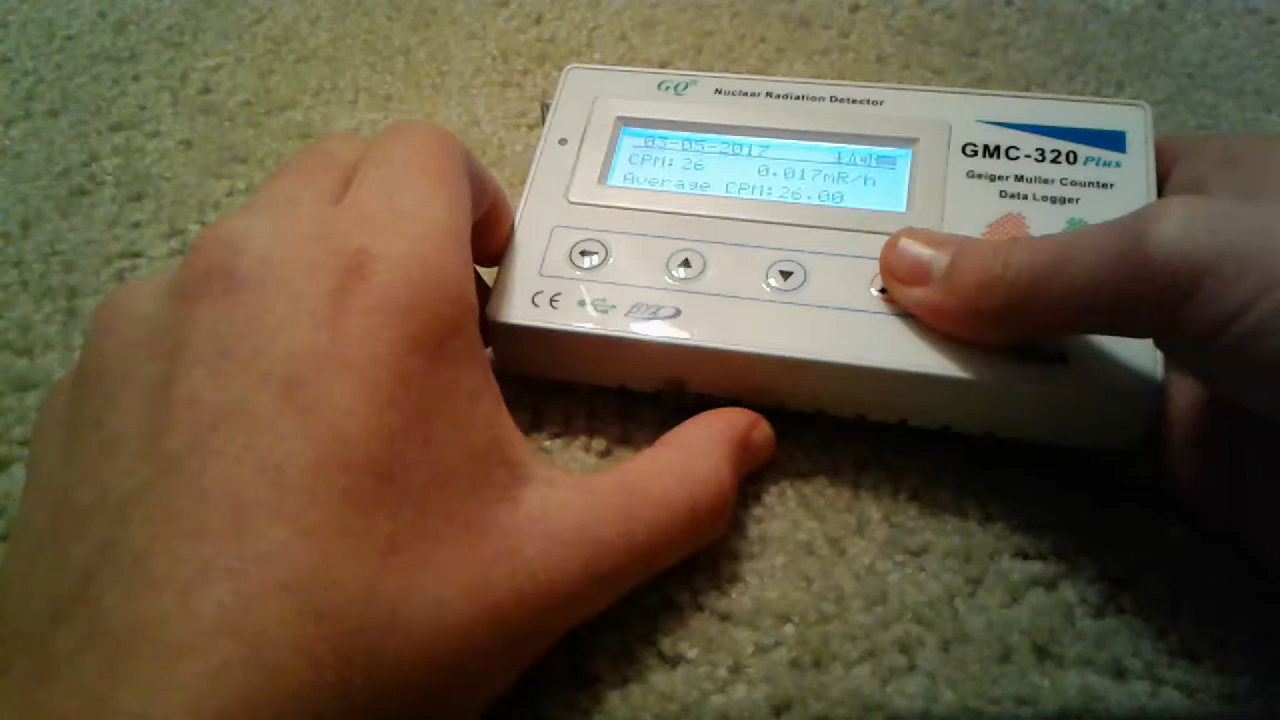 GQ Nuclear Radiation Detector
03-05-2017
CPM:26 0.017mR/h
Average CPM:26.00
GMC-320 Plus
Geiger Muller Counter
Data Logger
CE